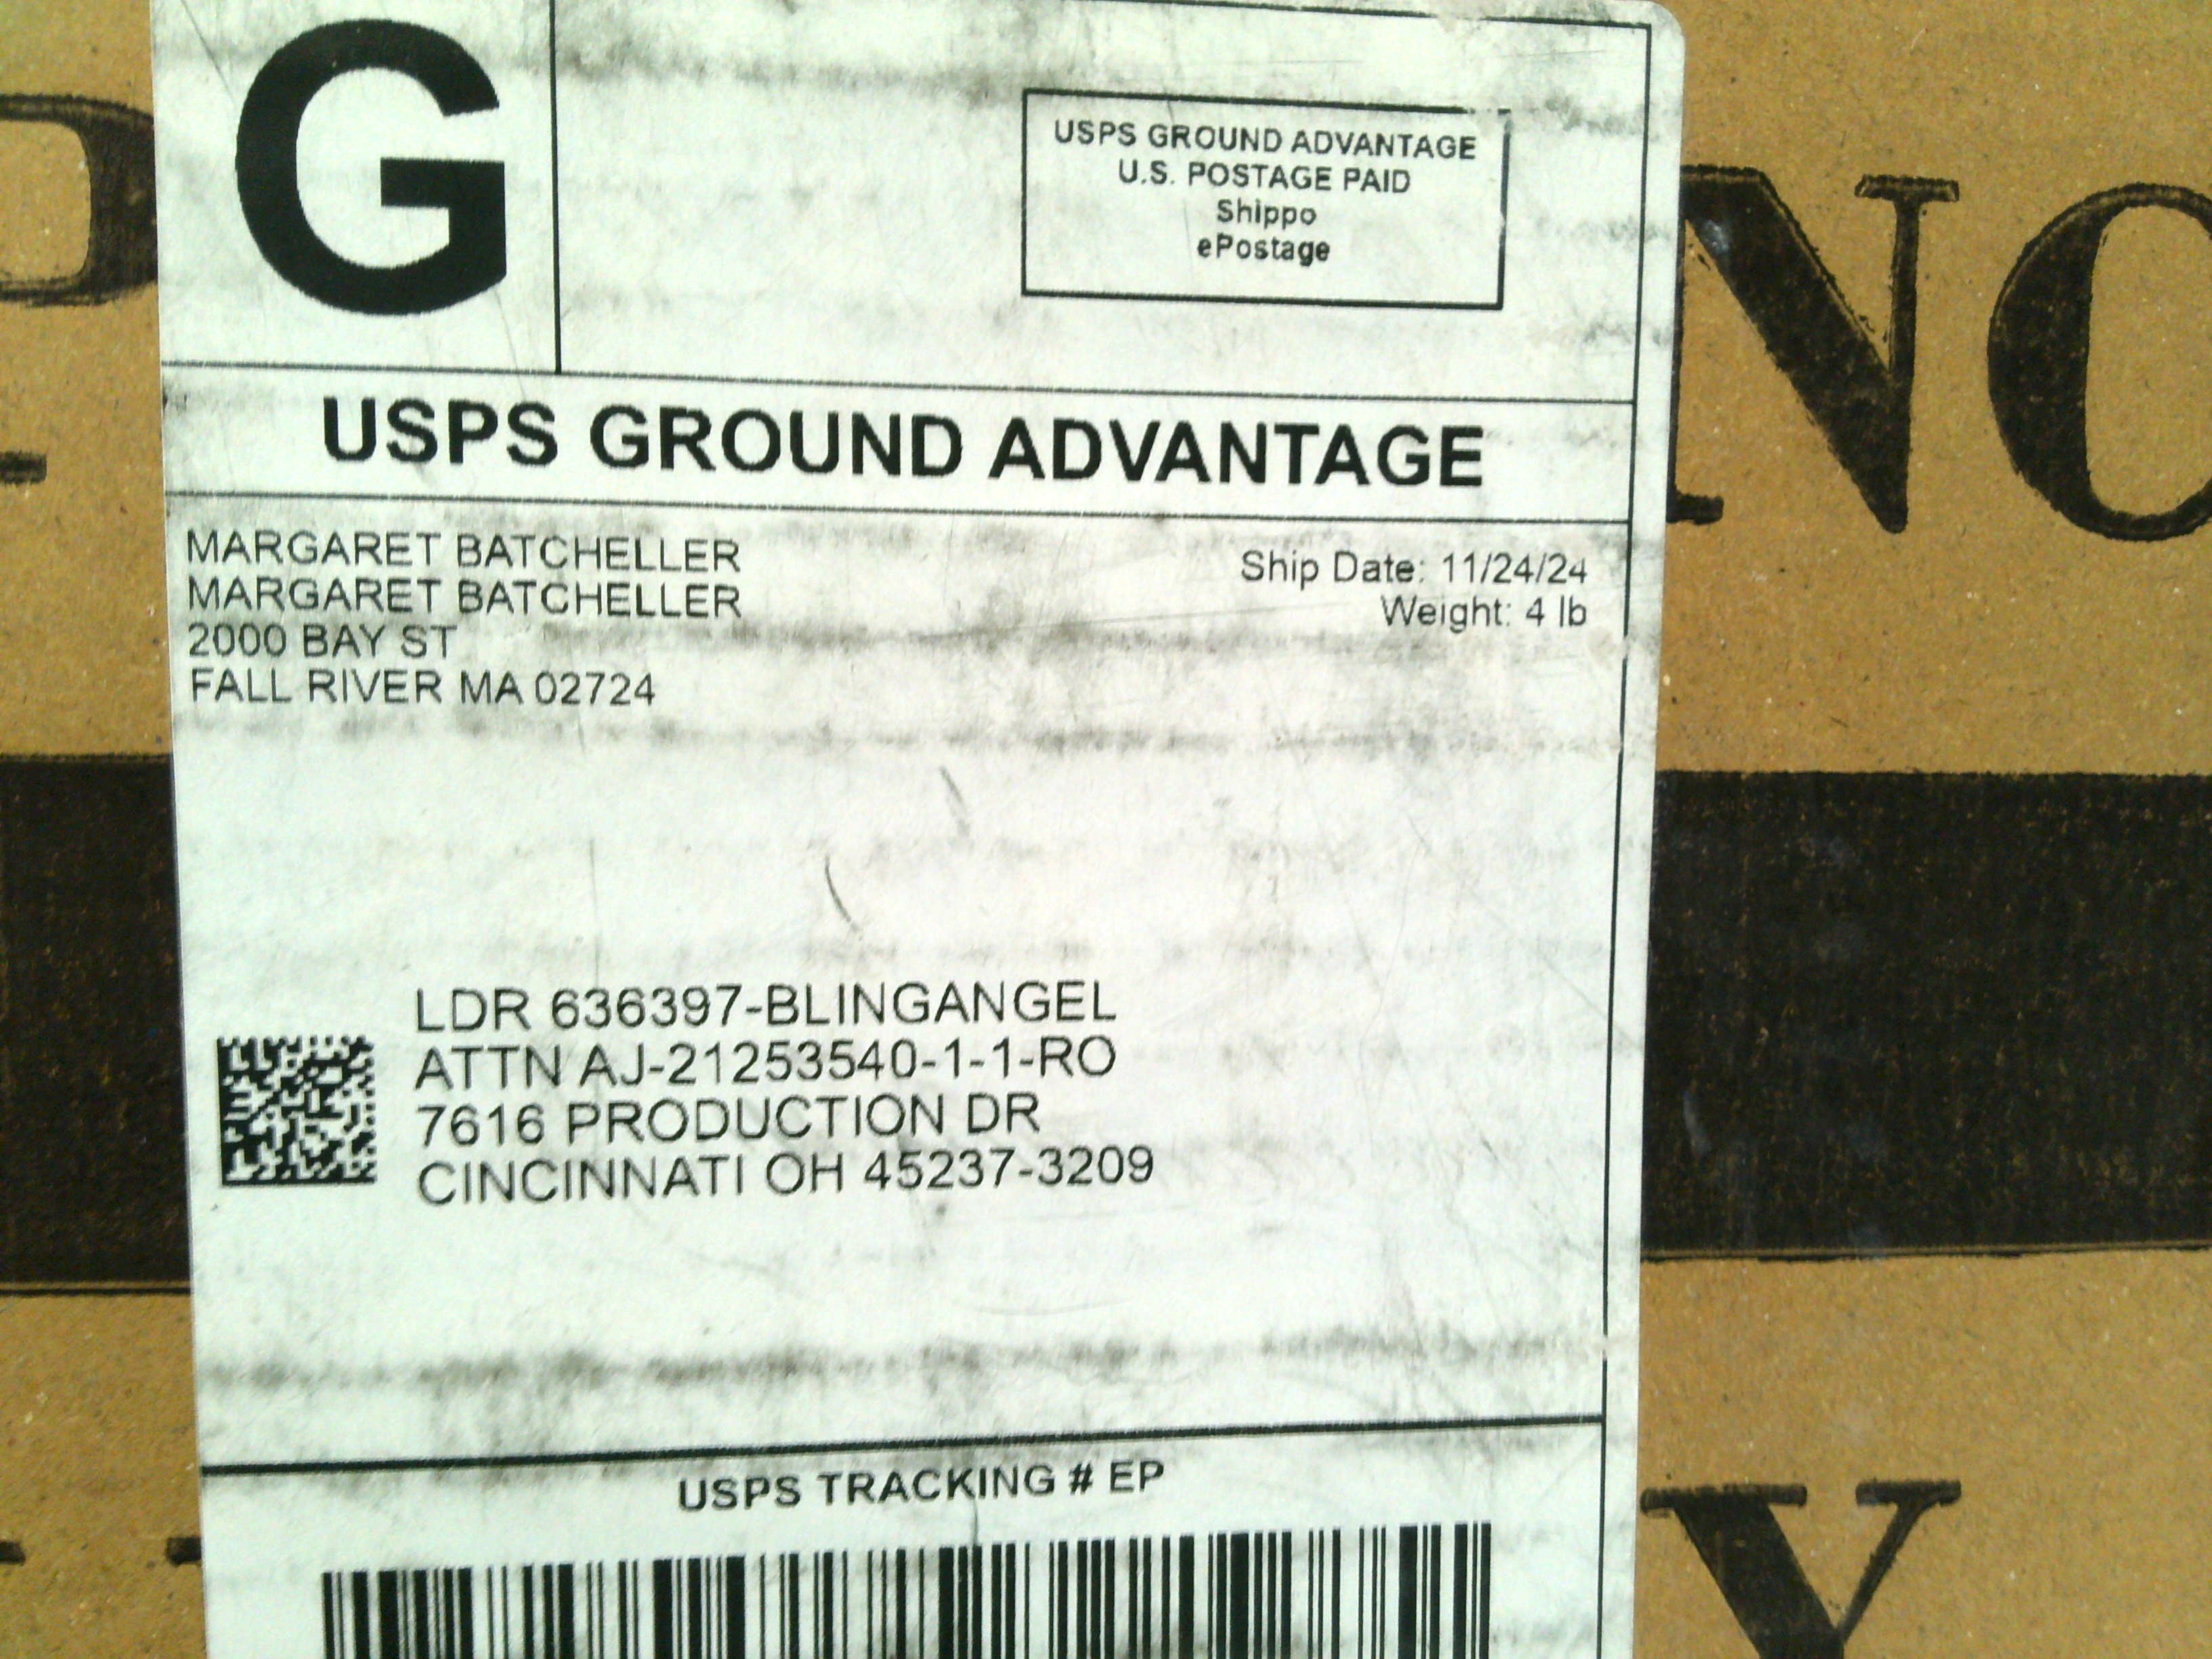 G
USPS GROUND ADVANTAGE
U.S. POSTAGE PAID
Shippo
ePostage
USPS GROUND ADVANTAGE
MARGARET BATCHELLER
MARGARET BATCHELLER
2000 BAY ST
FALL RIVER MA 02724
Ship Date: 11/24/24
Weight: 4 lb
LDR 636397-BLINGANGEL
ATTN AJ-21253540-1-1-RO
7616 PRODUCTION DR
CINCINNATI OH 45237-3209
USPS TRACKING # EP